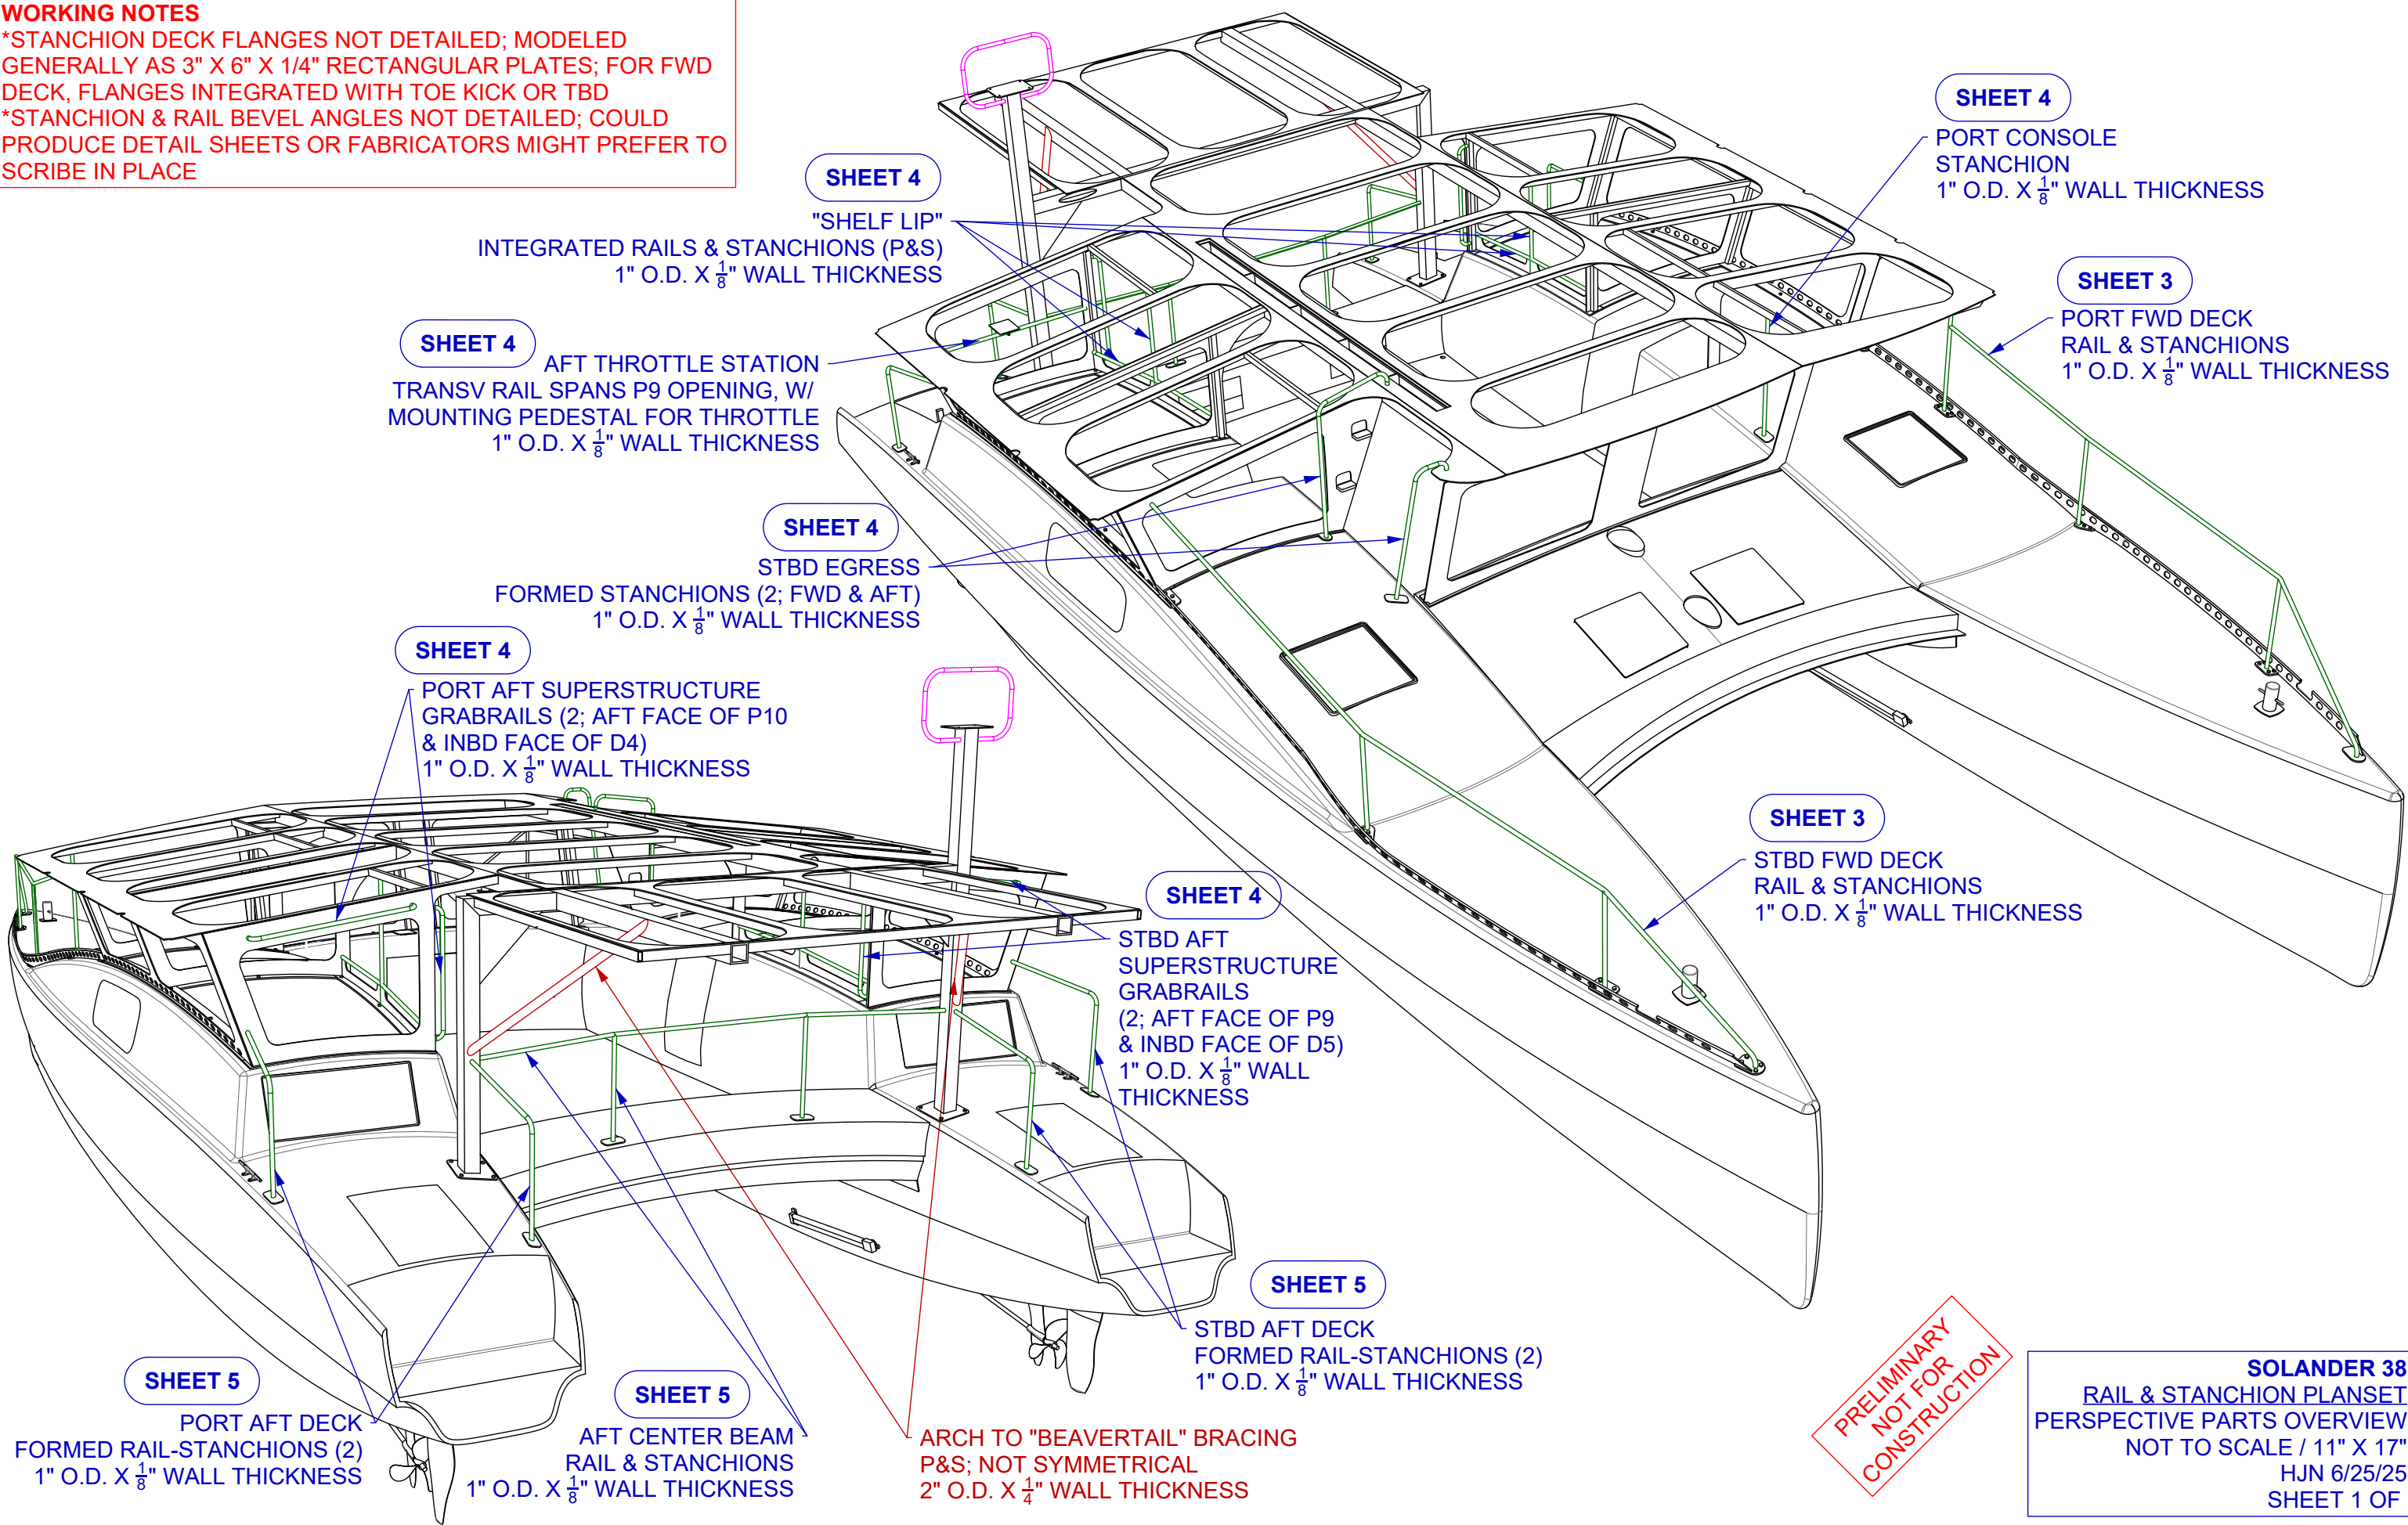 WORKING NOTES
*STANCHION DECK FLANGES NOT DETAILED; MODELED
GENERALLY AS 3" X 6" X 1/4" RECTANGULAR PLATES; FOR FWD
DECK, FLANGES INTEGRATED WITH TOE KICK OR TBD
*STANCHION & RAIL BEVEL ANGLES NOT DETAILED; COULD
PRODUCE DETAIL SHEETS OR FABRICATORS MIGHT PREFER TO
SCRIBE IN PLACE
SHEET 4
PORT CONSOLE
STANCHION
1" O.D. X 1/8" WALL THICKNESS
SHEET 4
"SHELF LIP"
INTEGRATED RAILS & STANCHIONS (P&S)
1" O.D. X 1/8" WALL THICKNESS
SHEET 3
PORT FWD DECK
RAIL & STANCHIONS
1" O.D. X 1/8" WALL THICKNESS
SHEET 4
AFT THROTTLE STATION
TRANSV RAIL SPANS P9 OPENING, W/
MOUNTING PEDESTAL FOR THROTTLE
1" O.D. X 1/8" WALL THICKNESS
SHEET 4
STBD EGRESS
FORMED STANCHIONS (2; FWD & AFT)
1" O.D. X 1/8" WALL THICKNESS
SHEET 4
PORT AFT SUPERSTRUCTURE
GRABRAILS (2; AFT FACE OF P10
& INBD FACE OF D4)
1" O.D. X 1/8" WALL THICKNESS
SHEET 3
STBD FWD DECK
RAIL & STANCHIONS
1" O.D. X 1/8" WALL THICKNESS
SHEET 4
STBD AFT
SUPERSTRUCTURE
GRABRAILS
(2; AFT FACE OF P9
& INBD FACE OF D5)
1" O.D. X 1/8" WALL
THICKNESS
SHEET 5
STBD AFT DECK
FORMED RAIL-STANCHIONS (2)
1" O.D. X 1/8" WALL THICKNESS
SHEET 5
PORT AFT DECK
FORMED RAIL-STANCHIONS (2)
1" O.D. X 1/8" WALL THICKNESS
SHEET 5
AFT CENTER BEAM
RAIL & STANCHIONS
1" O.D. X 1/8" WALL THICKNESS
ARCH TO "BEAVERTAIL" BRACING
P&S; NOT SYMMETRICAL
2" O.D. X 1/4" WALL THICKNESS
PRELIMINARY
NOT FOR
CONSTRUCTION
SOLANDER 38
RAIL & STANCHION PLANSET
PERSPECTIVE PARTS OVERVIEW
NOT TO SCALE / 11" X 17"
HJN 6/25/25
SHEET 1 OF